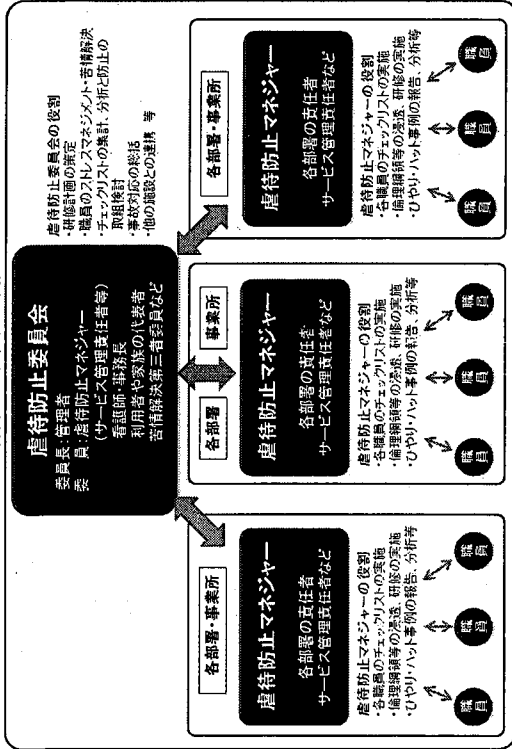 虐待防止委員会
委員長：管理者
委　員：虐待防止マネジャー
（サービス管理責任者等）
看護師・事務長
利用者や家族の代表者
苦情解決第三者委員など
虐待防止委員会の役割
・研修計画の策定
・職員のストレスマネジメント・苦情解決
・チェックリストの集計、分析と防止の
取組検討
・事故対応の総括
・他の施設との連携　等
各部署・事業所
虐待防止マネジャー
各部署の責任者
サービス管理責任者など
虐待防止マネジャーの役割
・各職員のチェックリストの実施
・倫理綱領等の浸透、研修の実施
・ひやり・ハット事例の報告、分析等
職員
職員
職員
各部署
事業所
虐待防止マネジャー
各部署の責任者
サービス管理責任者など
虐待防止マネジャーの役割
・各職員のチェックリストの実施
・倫理綱領等の浸透、研修の実施
・ひやり・ハット事例の報告、分析等
職員
職員
職員
各部署・事業所
虐待防止マネジャー
各部署の責任者
サービス管理責任者など
虐待防止マネジャーの役割
・各職員のチェックリストの実施
・倫理綱領等の浸透、研修の実施
・ひやり・ハット事例の報告、分析等
職員
職員
職員